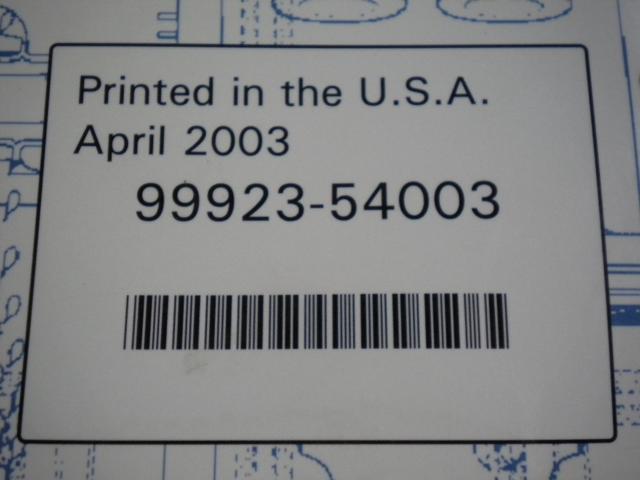 Printed in the U.S.A.
April 2003
99923-54003